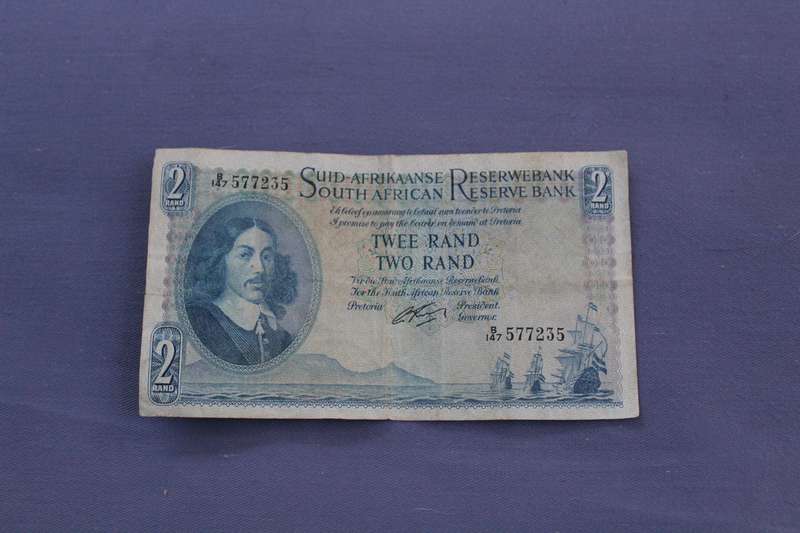 2
RAND
B/147 577235
SUID-AFRIKAANSE RESERWEBANK
SOUTH AFRICAN RESERVE BANK
2
RAND
Ek beloof op aanvraag te betaal aan toonder te Pretoria
I promise to pay the bearer on demand at Pretoria
TWEE RAND
TWO RAND
Vir die Suid-Afrikaanse Reserwebank
For the South African Reserve Bank
Pretoria President.
Governor.
B/147 577235
2
RAND